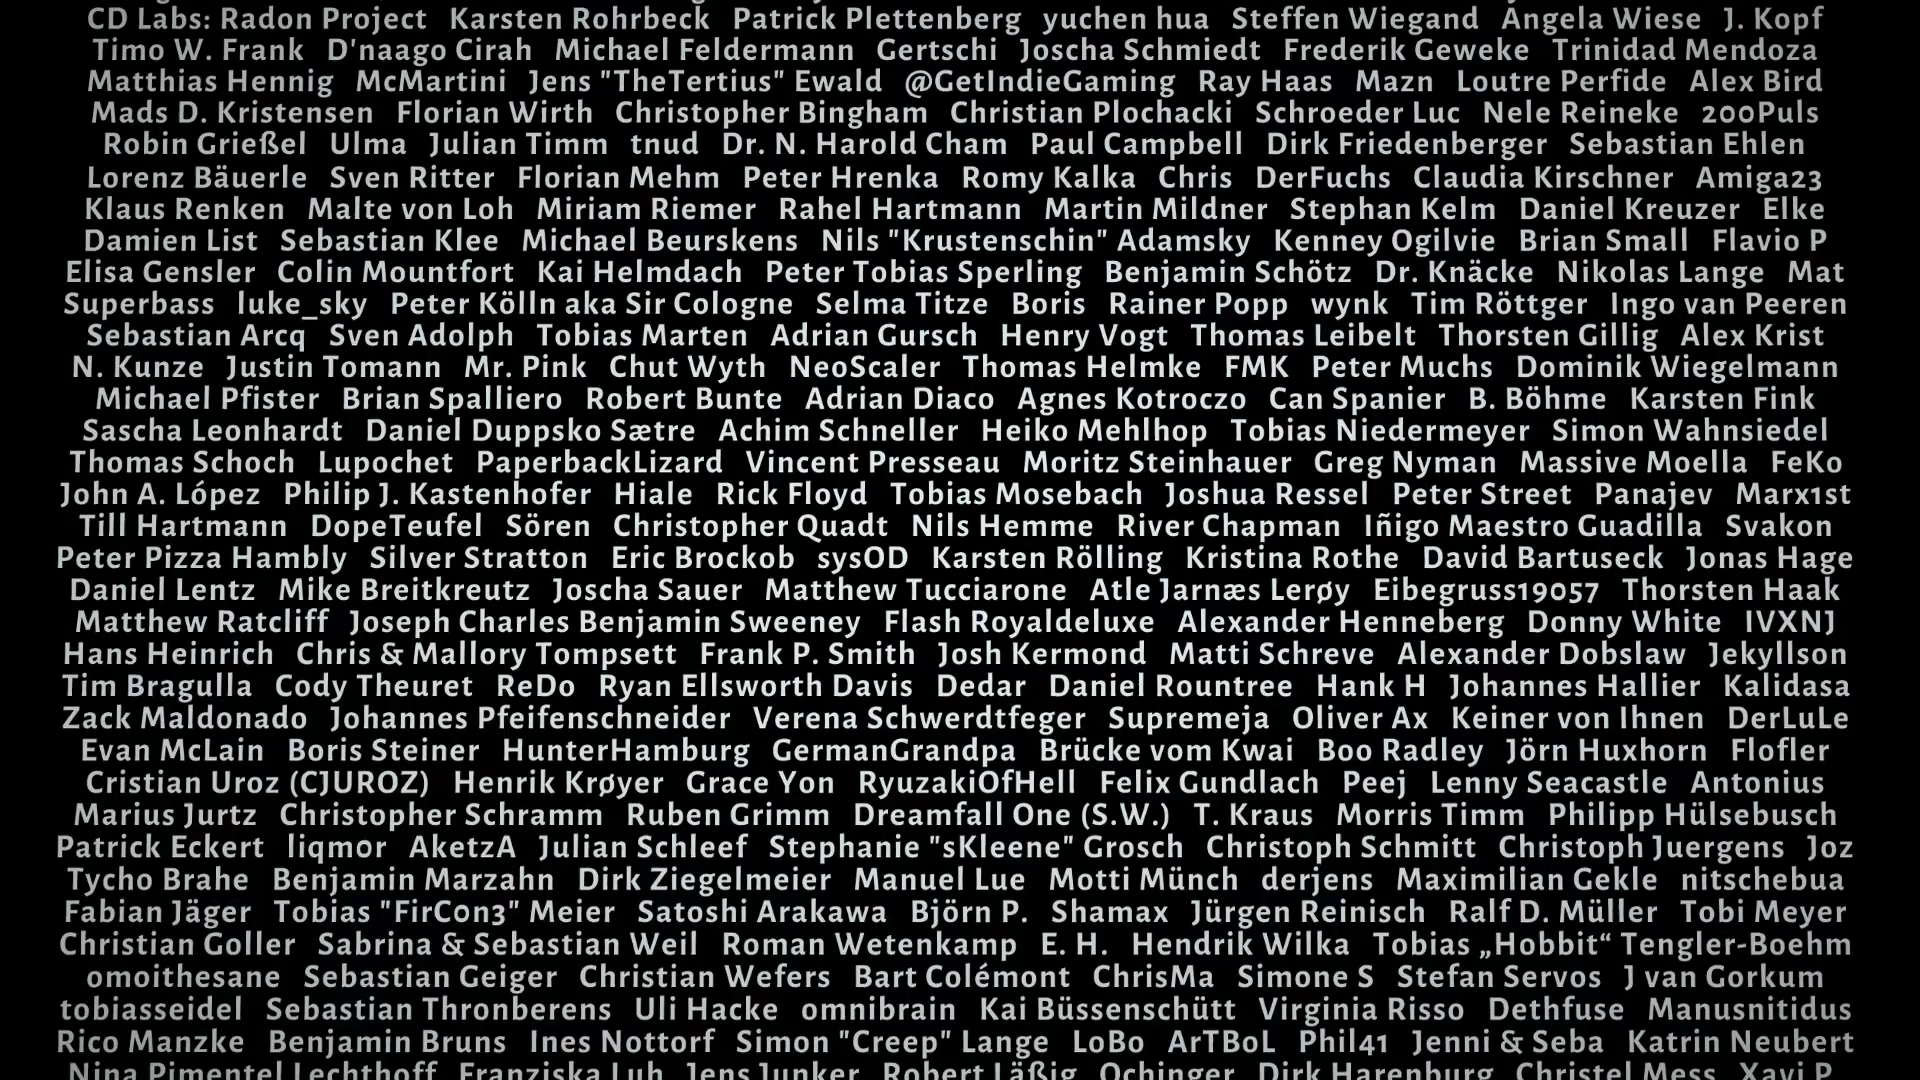 CD Labs: Radon Project Karsten Rohrbeck Patrick Plettenberg yuchen hua Steffen Wiegand Angela Wiese J. Kopf
Timo W. Frank D'naago Cirah Michael Feldermann Gertschi Joscha Schmiedt Frederik Geweke Trinidad Mendoza
Matthias Hennig McMartini Jens "TheTertius" Ewald @GetIndieGaming Ray Haas Mazn Loutre Perfide Alex Bird
Mads D. Kristensen Florian Wirth Christopher Bingham Christian Plochacki Schroeder Luc Nele Reineke 200Puls
Robin Grießel Ulma Julian Timm tnud Dr. N. Harold Cham Paul Campbell Dirk Friedenberger Sebastian Ehlen
Lorenz Bäuerle Sven Ritter Florian Mehm Peter Hrenka Romy Kalka Chris DerFuchs Claudia Kirschner Amiga23
Klaus Renken Malte von Loh Miriam Riemer Rahel Hartmann Martin Mildner Stephan Kelm Daniel Kreuzer Elke
Damien List Sebastian Klee Michael Beurskens Nils "Krustenschin" Adamsky Kenney Ogilvie Brian Small Flavio P
Elisa Gensler Colin Mountfort Kai Helmdach Peter Tobias Sperling Benjamin Schötz Dr. Knäcke Nikolas Lange Mat
Superbass luke_sky Peter Kölln aka Sir Cologne Selma Titze Boris Rainer Popp wynk Tim Röttger Ingo van Peeren
Sebastian Arcq Sven Adolph Tobias Marten Adrian Gursch Henry Vogt Thomas Leibelt Thorsten Gillig Alex Krist
N. Kunze Justin Tomann Mr. Pink Chut Wyth NeoScaler Thomas Helmke FMK Peter Muchs Dominik Wiegelmann
Michael Pfister Brian Spalliero Robert Bunte Adrian Diaco Agnes Kotroczo Can Spanier B. Böhme Karsten Fink
Sascha Leonhardt Daniel Duppsko Sætre Achim Schneller Heiko Mehlhop Tobias Niedermeyer Simon Wahnsiedel
Thomas Schoch Lupochet PaperbackLizard Vincent Presseau Moritz Steinhauer Greg Nyman Massive Moella FeKo
John A. López Philip J. Kastenhofer Hiale Rick Floyd Tobias Mosebach Joshua Ressel Peter Street Panajev Marx1st
Till Hartmann DopeTeufel Sören Christopher Quadt Nils Hemme River Chapman Iñigo Maestro Guadilla Svakon
Peter Pizza Hambly Silver Stratton Eric Brockob sysOD Karsten Rölling Kristina Rothe David Bartuseck Jonas Hage
Daniel Lentz Mike Breitkreutz Joscha Sauer Matthew Tucciarone Atle Jarnæs Lerøy Eibegruss19057 Thorsten Haak
Matthew Ratcliff Joseph Charles Benjamin Sweeney Flash Royaldeluxe Alexander Henneberg Donny White IVXNJ
Hans Heinrich Chris & Mallory Tompsett Frank P. Smith Josh Kermond Matti Schreve Alexander Dobslaw Jekyllson
Tim Bragulla Cody Theuret ReDo Ryan Ellsworth Davis Dedar Daniel Rountree Hank H Johannes Hallier Kalidasa
Zack Maldonado Johannes Pfeifenschneider Verena Schwerdtfeger Supremeja Oliver Ax Keiner von Ihnen DerLuLe
Evan McLain Boris Steiner HunterHamburg GermanGrandpa Brücke vom Kwai Boo Radley Jörn Huxhorn Flofler
Cristian Uroz (CJUROZ) Henrik Krøyer Grace Yon RyuzakiOfHell Felix Gundlach Peej Lenny Seacastle Antonius
Marius Jurtz Christopher Schramm Ruben Grimm Dreamfall One (S.W.) T. Kraus Morris Timm Philipp Hülsebusch
Patrick Eckert liqm0r AketzA Julian Schleef Stephanie "sKleene" Grosch Christoph Schmitt Christoph Juergens Joz
Tycho Brahe Benjamin Marzahn Dirk Ziegelmeier Manuel Lue Motti Münch derjens Maximilian Gekle nitschebua
Fabian Jäger Tobias "FirC0n3" Meier Satoshi Arakawa Björn P. Shamax Jürgen Reinisch Ralf D. Müller Tobi Meyer
Christian Goller Sabrina & Sebastian Weil Roman Wetenkamp E. H. Hendrik Wilka Tobias „Hobbit“ Tengler-Boehm
omoithesane Sebastian Geiger Christian Wefers Bart Colémont ChrisMa Simone S Stefan Servos J van Gorkum
tobiasseidel Sebastian Thronberens Uli Hacke omnibrain Kai Büssenschütt Virginia Risso Dethfuse Manusnitidus
Rico Manzke Benjamin Bruns Ines Nottorf Simon "Creep" Lange LoBo ArTBoL Phil41 Jenni & Seba Katrin Neubert
Nina Pimentel Lechthoff Franziska Luh Jens Junker Robert Läßig Ochinger Dirk Harenburg Christel Mess Xavi P